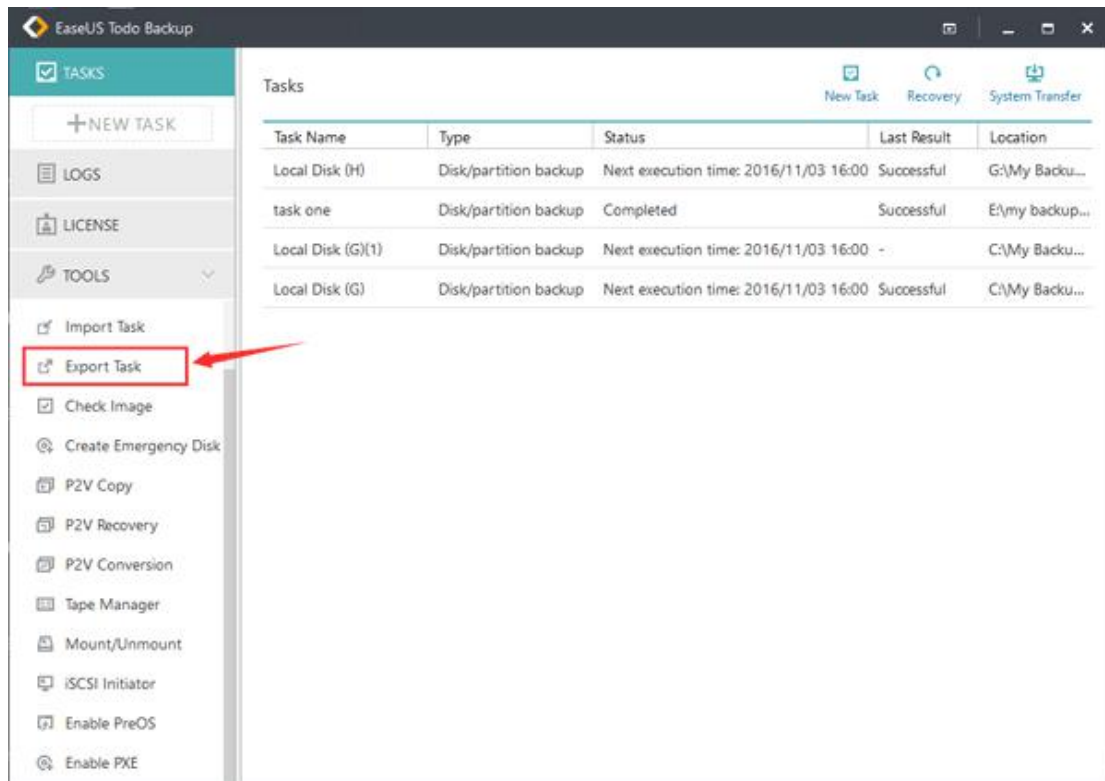 EaseUS Todo Backup
TASKS
NEW TASK
LOGS
LICENSE
TOOLS
Import Task
Export Task
Check Image
Create Emergency Disk
P2V Copy
P2V Recovery
P2V Conversion
Tape Manager
Mount/Unmount
iSCSI Initiator
Enable PreOS
Enable PXE
Tasks
New Task Recovery System Transfer
Task Name Type Status Last Result Location
Local Disk (H) Disk/partition backup Next execution time: 2016/11/03 16:00 Successful G:\My Backu...
task one Disk/partition backup Completed Successful E:\my backup...
Local Disk (G)(1) Disk/partition backup Next execution time: 2016/11/03 16:00 - C:\My Backu...
Local Disk (G) Disk/partition backup Next execution time: 2016/11/03 16:00 Successful C:\My Backu...